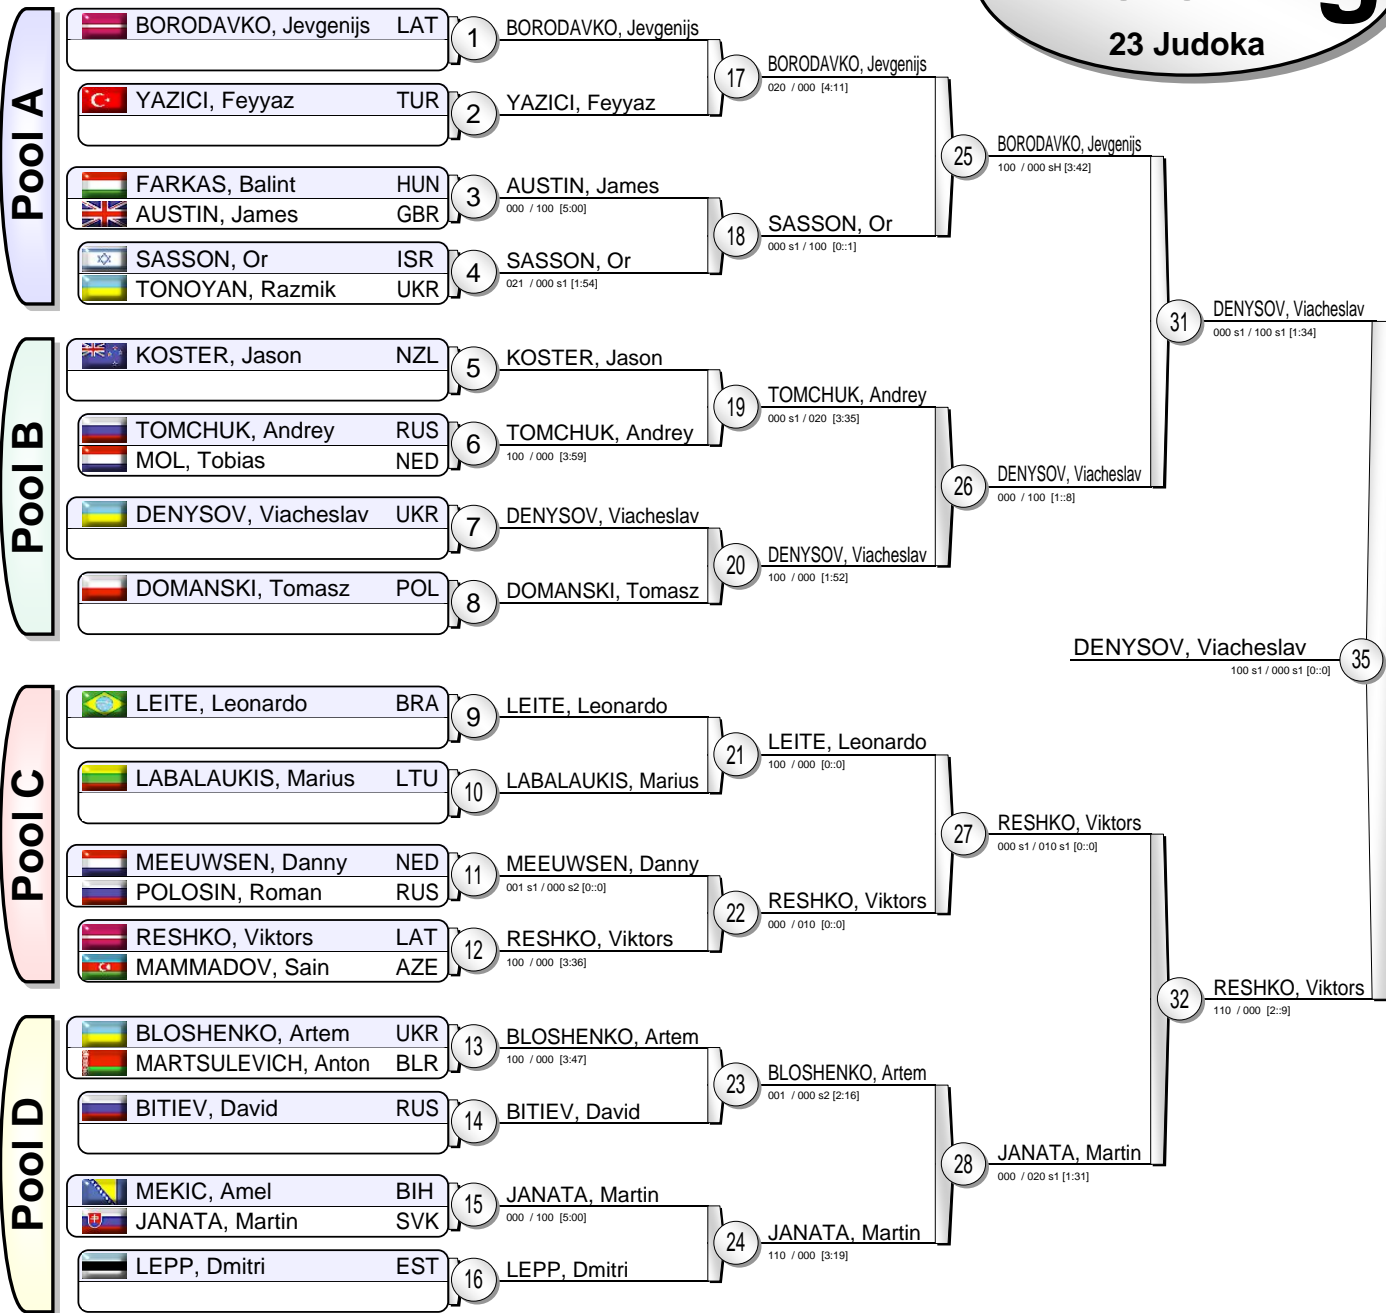 23 Judoka
Pool A
BORODAVKO, Jevgenijs LAT
YAZICI, Feyyaz TUR
FARKAS, Balint HUN
AUSTIN, James GBR
SASSON, Or ISR
TONOYAN, Razmik UKR
1 BORODAVKO, Jevgenijs
2 YAZICI, Feyyaz
3 AUSTIN, James
000 / 100 [5:00]
4 SASSON, Or
021 / 000 s1 [1:54]
17 BORODAVKO, Jevgenijs
020 / 000 [4:11]
18 SASSON, Or
000 s1 / 100 [0::1]
25 BORODAVKO, Jevgenijs
100 / 000 sH [3:42]
Pool B
KOSTER, Jason NZL
TOMCHUK, Andrey RUS
MOL, Tobias NED
DENYSOV, Viacheslav UKR
DOMANSKI, Tomasz POL
5 KOSTER, Jason
6 TOMCHUK, Andrey
100 / 000 [3:59]
7 DENYSOV, Viacheslav
8 DOMANSKI, Tomasz
19 TOMCHUK, Andrey
000 s1 / 020 [3:35]
20 DENYSOV, Viacheslav
100 / 000 [1:52]
26 DENYSOV, Viacheslav
000 / 100 [1::8]
31 DENYSOV, Viacheslav
000 s1 / 100 s1 [1:34]
DENYSOV, Viacheslav 35
100 s1 / 000 s1 [0::0]
Pool C
LEITE, Leonardo BRA
LABALAUKIS, Marius LTU
MEEUWSEN, Danny NED
POLOSIN, Roman RUS
RESHKO, Viktors LAT
MAMMADOV, Sain AZE
9 LEITE, Leonardo
10 LABALAUKIS, Marius
11 MEEUWSEN, Danny
001 s1 / 000 s2 [0::0]
12 RESHKO, Viktors
100 / 000 [3:36]
21 LEITE, Leonardo
100 / 000 [0::0]
22 RESHKO, Viktors
000 / 010 [0::0]
27 RESHKO, Viktors
000 s1 / 010 s1 [0::0]
Pool D
BLOSHENKO, Artem UKR
MARTSULEVICH, Anton BLR
BITIEV, David RUS
MEKIC, Amel BIH
JANATA, Martin SVK
LEPP, Dmitri EST
13 BLOSHENKO, Artem
100 / 000 [3:47]
14 BITIEV, David
15 JANATA, Martin
000 / 100 [5:00]
16 LEPP, Dmitri
23 BLOSHENKO, Artem
001 / 000 s2 [2:16]
24 JANATA, Martin
110 / 000 [3:19]
28 JANATA, Martin
000 / 020 s1 [1:31]
32 RESHKO, Viktors
110 / 000 [2::9]